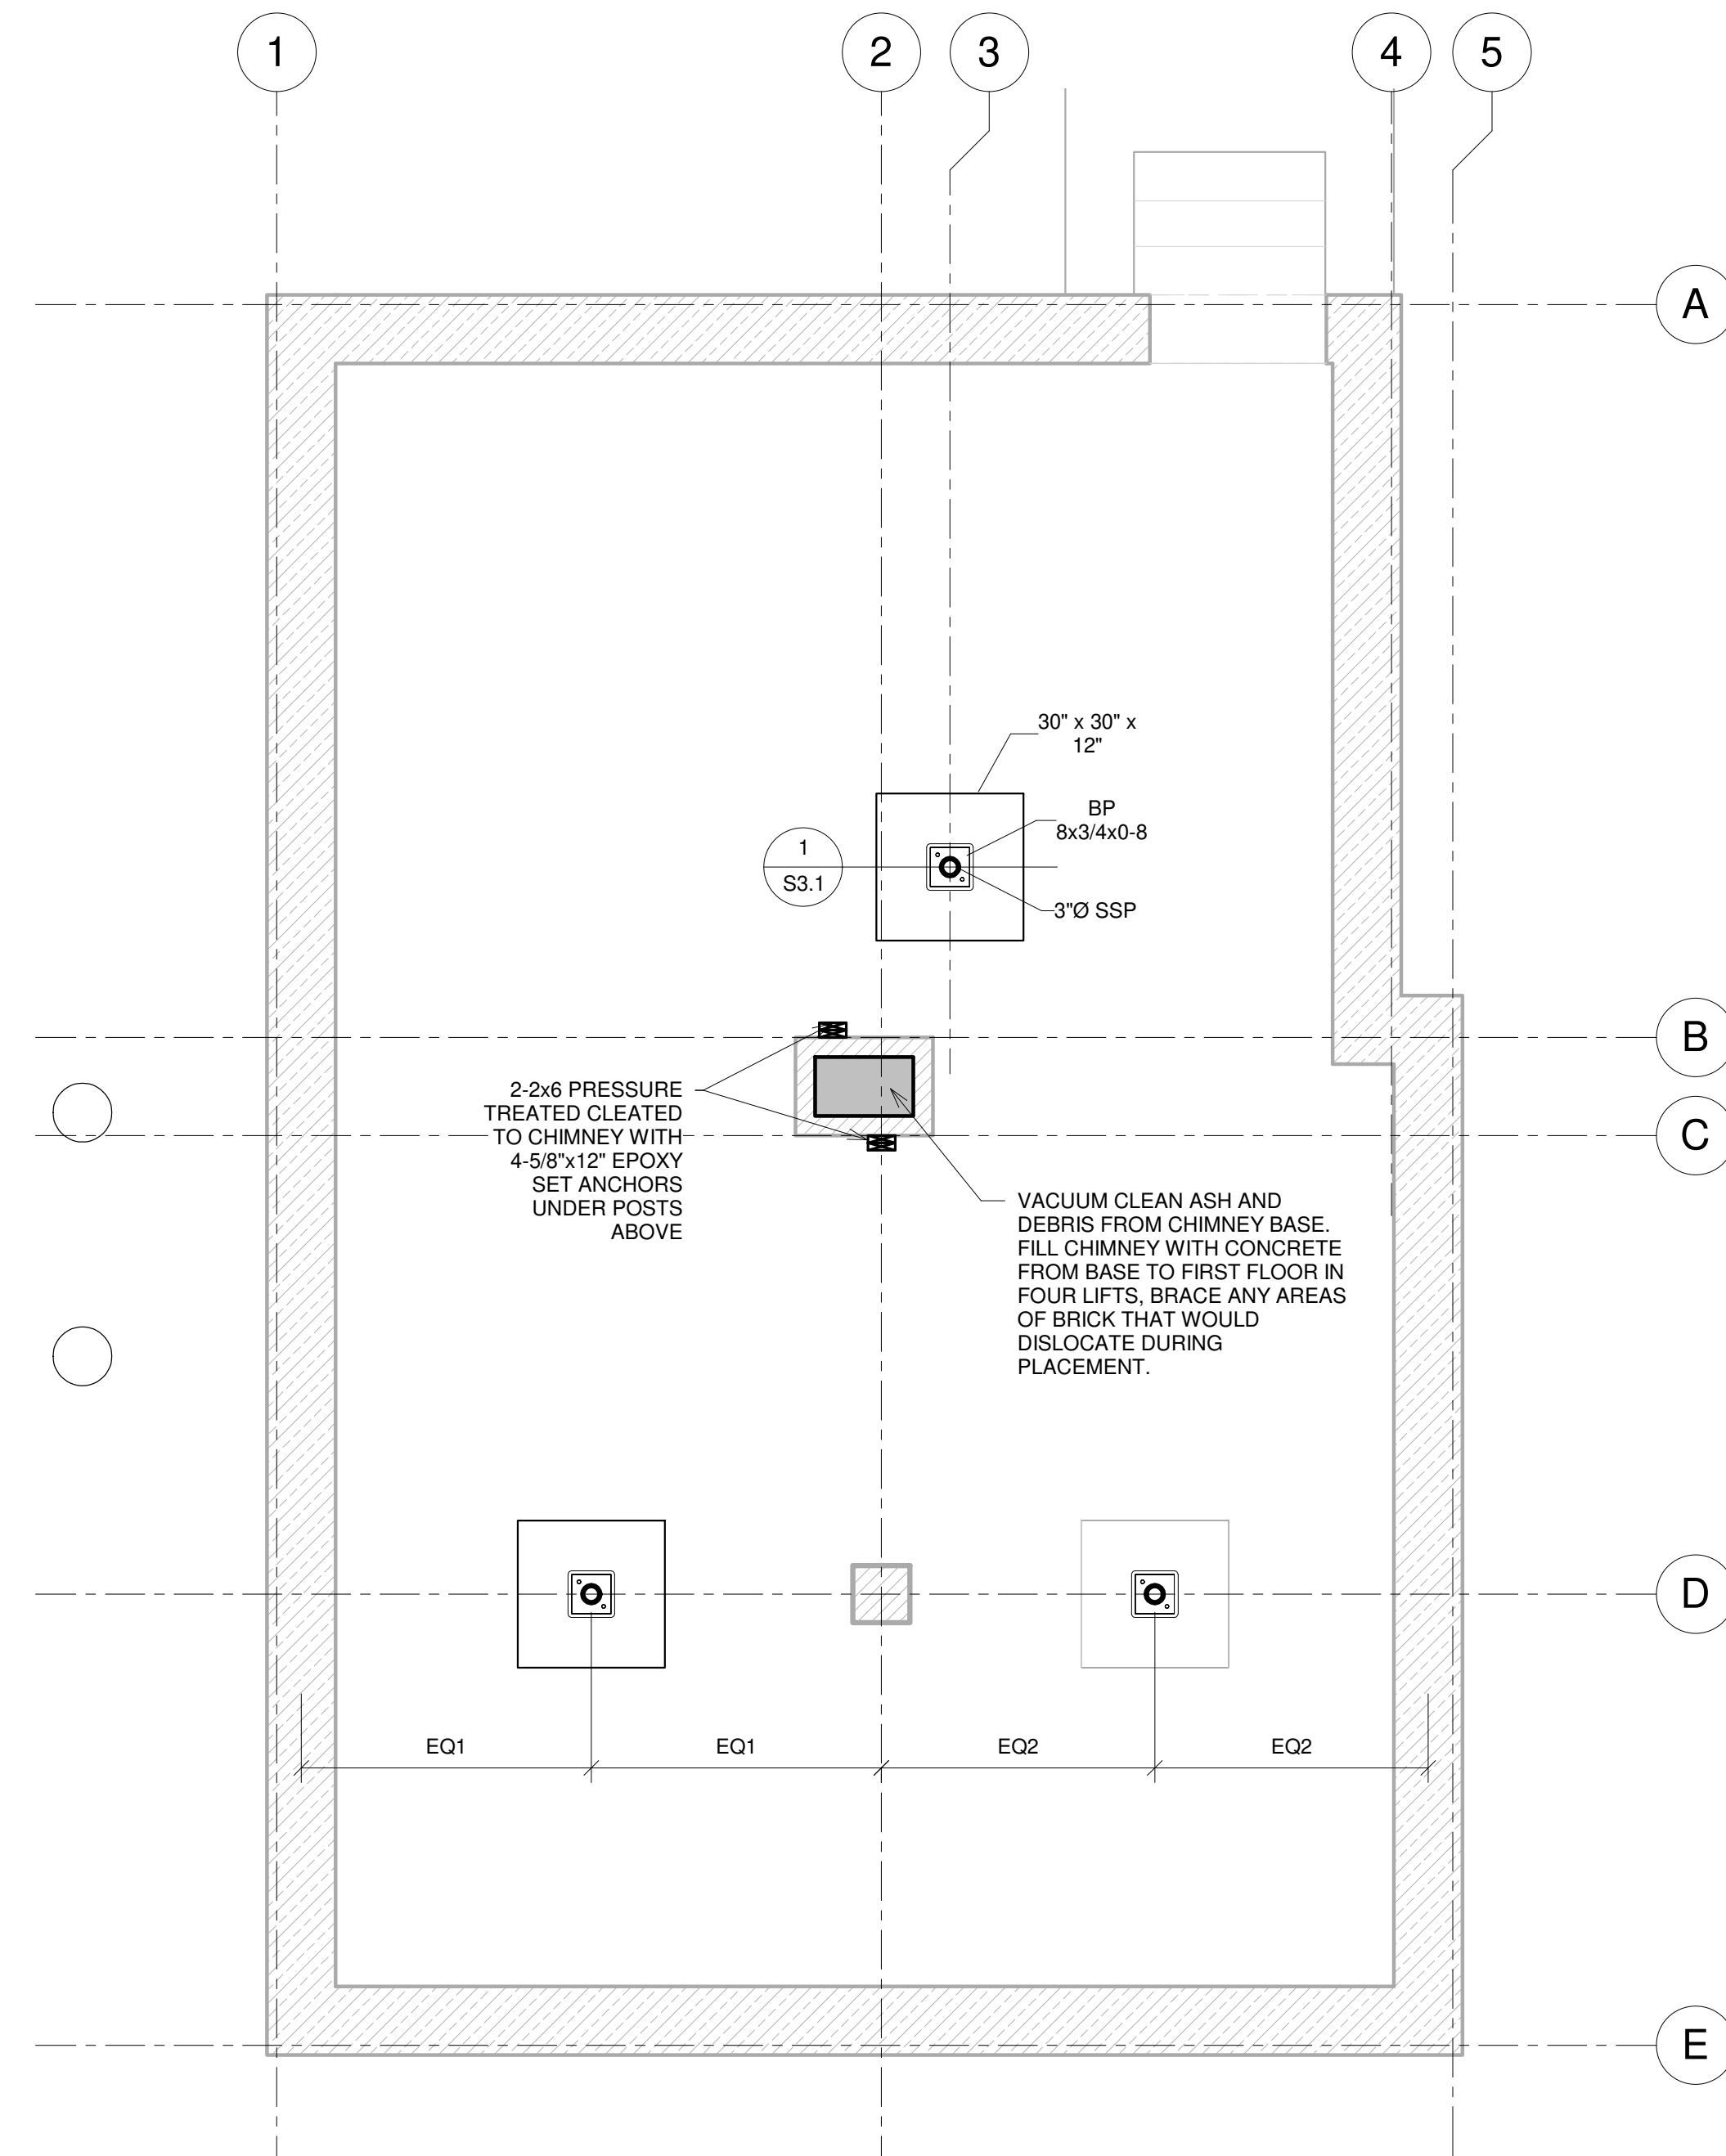 1
2
3
4
5
A
30" x 30" x
12"
BP
8x3/4x0-8
1
S3.1
3"Ø SSP
B
2-2x6 PRESSURE
TREATED CLEATED
TO CHIMNEY WITH
4-5/8"x12" EPOXY
SET ANCHORS
UNDER POSTS
ABOVE
C
VACUUM CLEAN ASH AND
DEBRIS FROM CHIMNEY BASE.
FILL CHIMNEY WITH CONCRETE
FROM BASE TO FIRST FLOOR IN
FOUR LIFTS, BRACE ANY AREAS
OF BRICK THAT WOULD
DISLOCATE DURING
PLACEMENT.
D
EQ1
EQ1
EQ2
EQ2
E